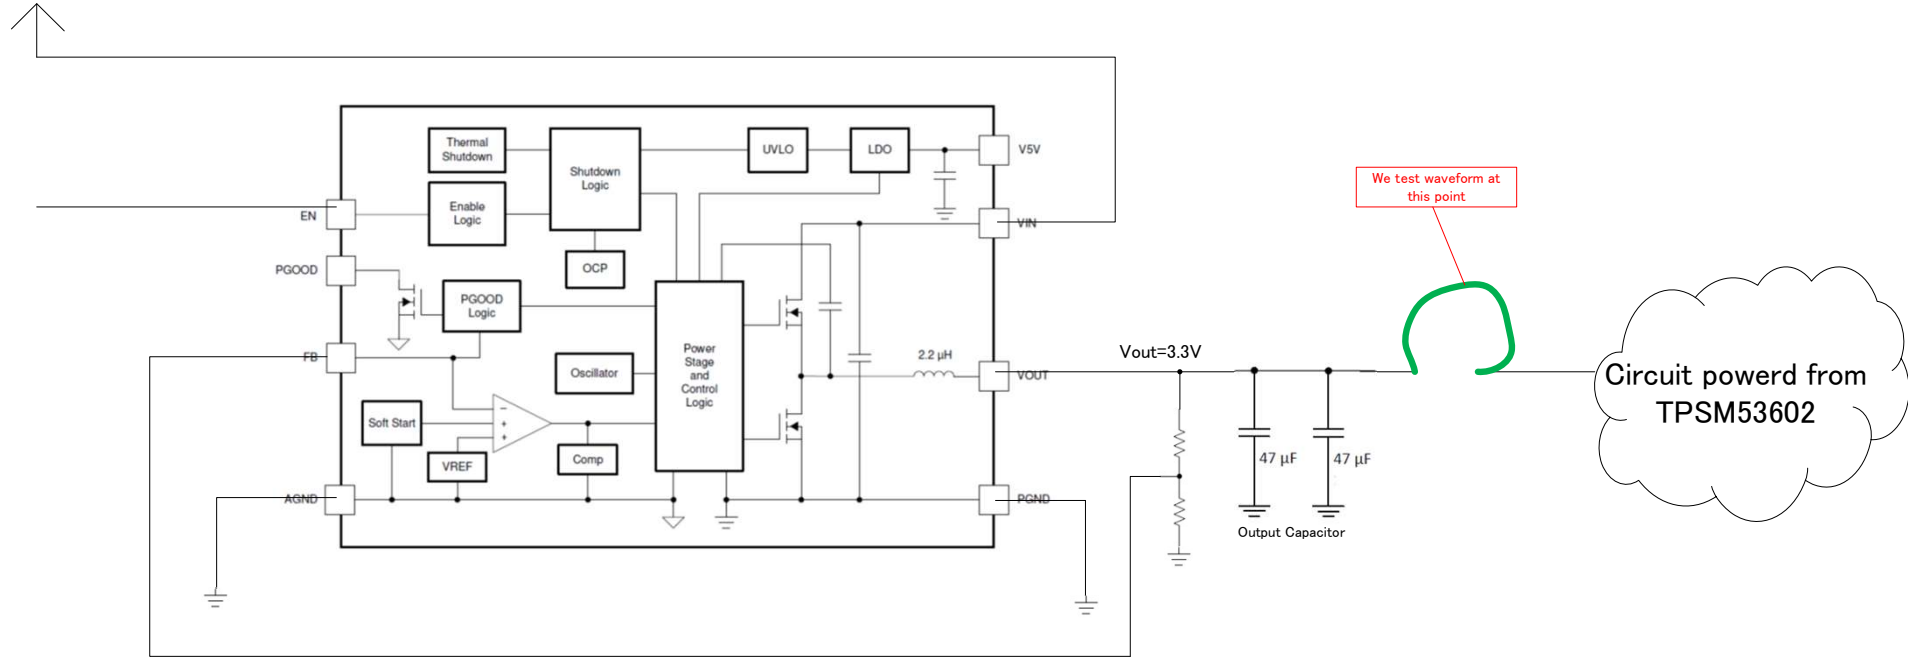 Thermal
Shutdown
Shutdown
Logic
UVLO
LDO
V5V
We test waveform at
this point
EN
Enable
Logic
VIN
OCP
PGOOD
PGOOD
Logic
FB
Power
Stage
and
Control
Logic
Oscillator
2.2 µH
VOUT
Vout=3.3V
Circuit powerd from
TPSM53602
Soft Start
VREF
Comp
47 µF
47 µF
AGND
PGND
Output Capacitor